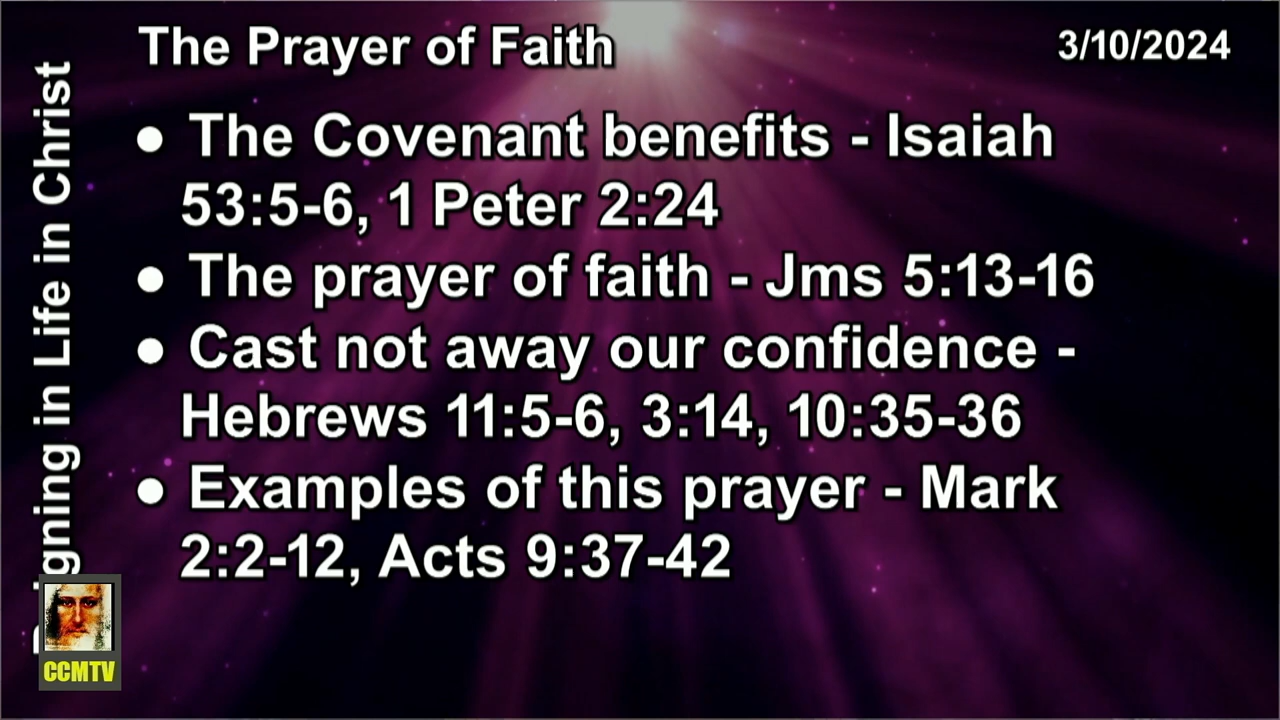 The Prayer of Faith
3/10/2024
● The Covenant benefits - Isaiah
53:5-6, 1 Peter 2:24
● The prayer of faith - Jms 5:13-16
● Cast not away our confidence -
Hebrews 11:5-6, 3:14, 10:35-36
● Examples of this prayer - Mark
2:2-12, Acts 9:37-42
in Life in Christ
CCMTV